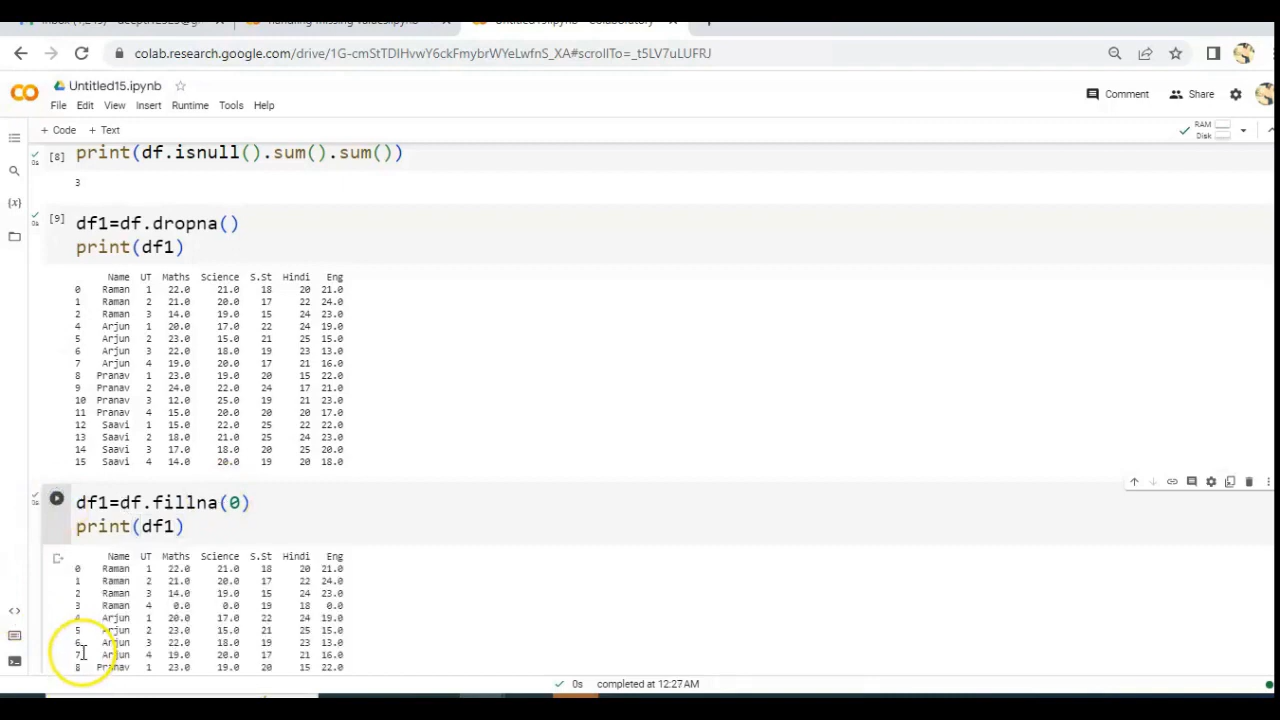 colab.research.google.com/drive/1G-cmStTDIHvwY6ckFmybrWYeLwfnS_XA#scrollTo=_t5LV7uLUFRJ
Untitled15.ipynb
File Edit View Insert Runtime Tools Help
Comment
Share
+ Code + Text
RAM
Disk
[8] print(df.isnull().sum().sum())
0s
3
[9] df1=df.dropna()
0s
print(df1)
Name UT Maths Science S.St Hindi Eng
0 Raman 1 22.0 21.0 18 20 21.0
1 Raman 2 21.0 20.0 17 22 24.0
2 Raman 3 14.0 19.0 15 24 23.0
4 Arjun 1 20.0 17.0 22 24 19.0
5 Arjun 2 23.0 15.0 21 25 15.0
6 Arjun 3 22.0 18.0 19 23 13.0
7 Arjun 4 19.0 20.0 17 21 16.0
8 Pranav 1 23.0 19.0 20 15 22.0
9 Pranav 2 24.0 22.0 24 17 21.0
10 Pranav 3 12.0 25.0 19 21 23.0
11 Pranav 4 15.0 20.0 20 20 17.0
12 Saavi 1 15.0 22.0 25 22 22.0
13 Saavi 2 18.0 21.0 25 24 23.0
14 Saavi 3 17.0 18.0 20 25 20.0
15 Saavi 4 14.0 20.0 19 20 18.0
df1=df.fillna(0)
0s
print(df1)
Name UT Maths Science S.St Hindi Eng
0 Raman 1 22.0 21.0 18 20 21.0
1 Raman 2 21.0 20.0 17 22 24.0
2 Raman 3 14.0 19.0 15 24 23.0
3 Raman 4 0.0 0.0 19 18 0.0
4 Arjun 1 20.0 17.0 22 24 19.0
5 Arjun 2 23.0 15.0 21 25 15.0
6 Arjun 3 22.0 18.0 19 23 13.0
7 Arjun 4 19.0 20.0 17 21 16.0
8 Pranav 1 23.0 19.0 20 15 22.0
0s completed at 12:27 AM